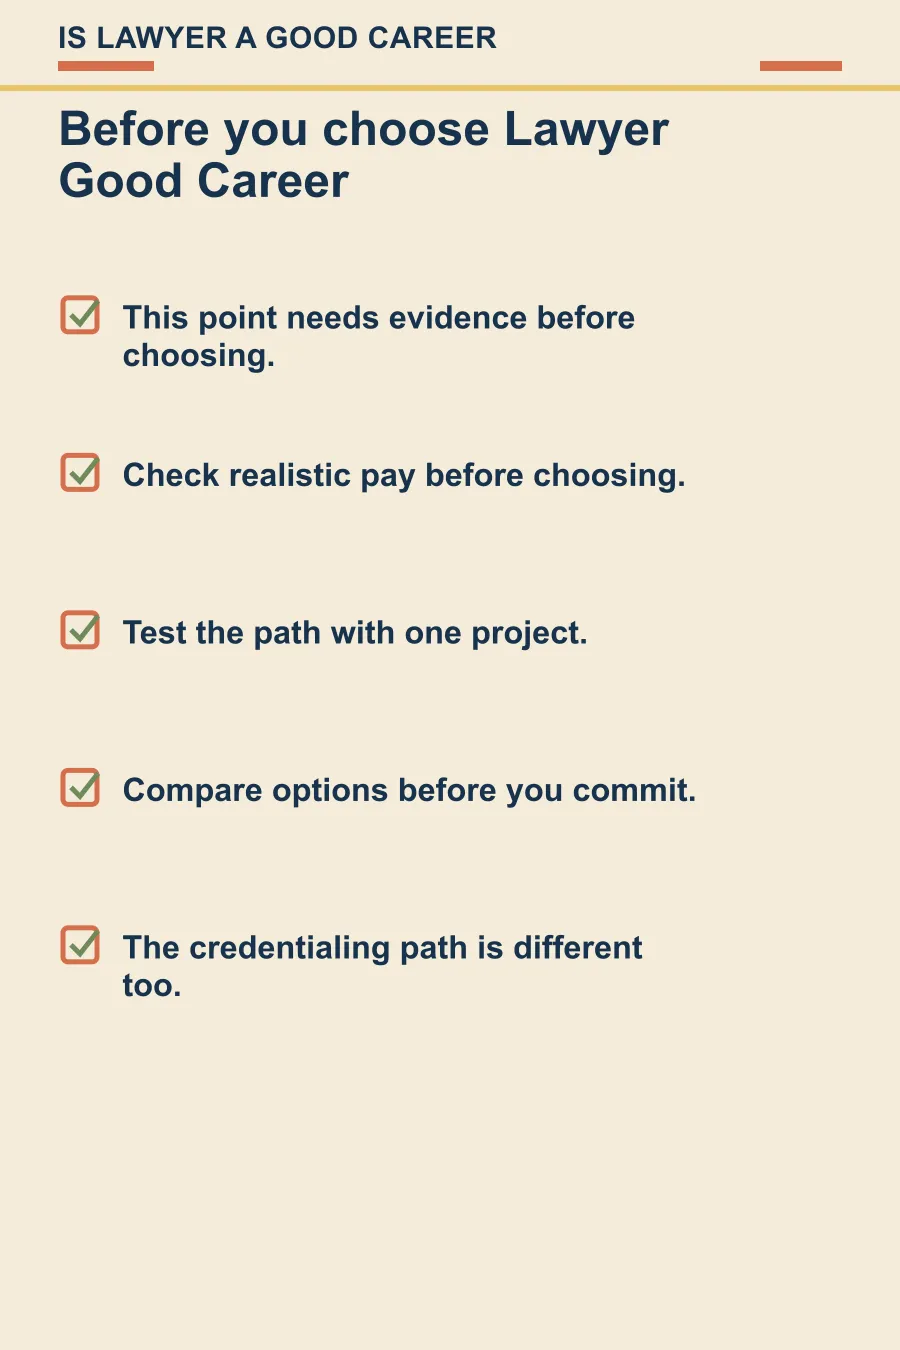 IS LAWYER A GOOD CAREER
Before you choose Lawyer
Good Career
This point needs evidence before
choosing.
Check realistic pay before choosing.
Test the path with one project.
Compare options before you commit.
The credentialing path is different
too.